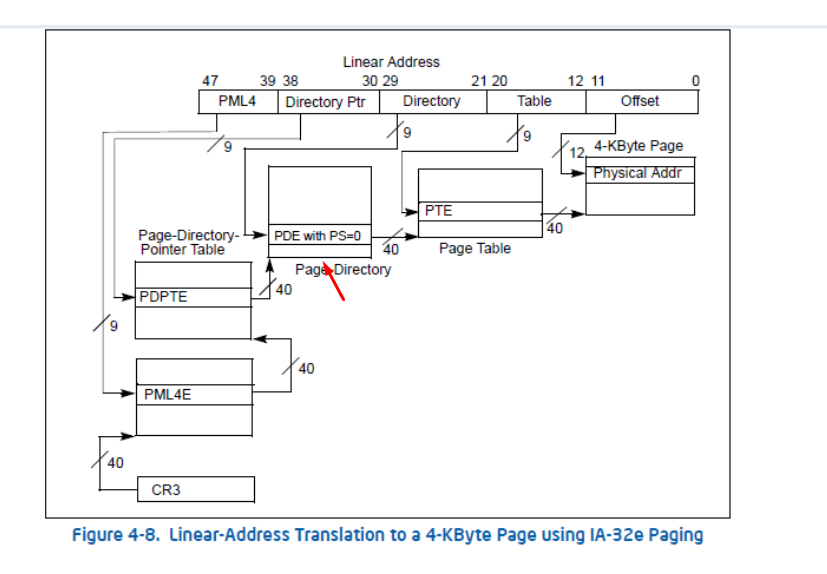 Linear Address
47 39 38 30 29 21 20 12 11 0
PML4 Directory Ptr Directory Table Offset
9 9 9 12 4-KByte Page
Physical Addr
PTE
40
Page-Directory-
Pointer Table
PDE with PS=0
40
Page Table
Page-Directory
40
PDPTE
9
40
PML4E
40
CR3
Figure 4-8. Linear-Address Translation to a 4-KByte Page using IA-32e Paging